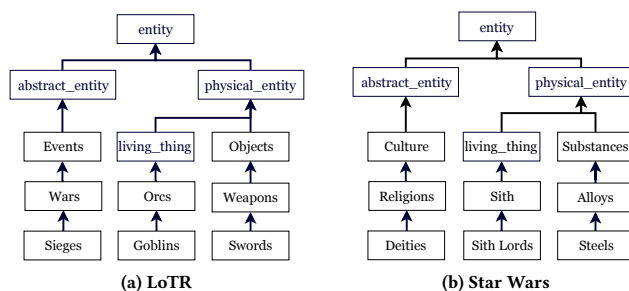 entity
abstract_entity physical_entity
Events living_thing Objects
Wars Orcs Weapons
Sieges Goblins Swords
(a) LoTR
entity
abstract_entity physical_entity
Culture living_thing Substances
Religions Sith Alloys
Deities Sith Lords Steels
(b) Star Wars